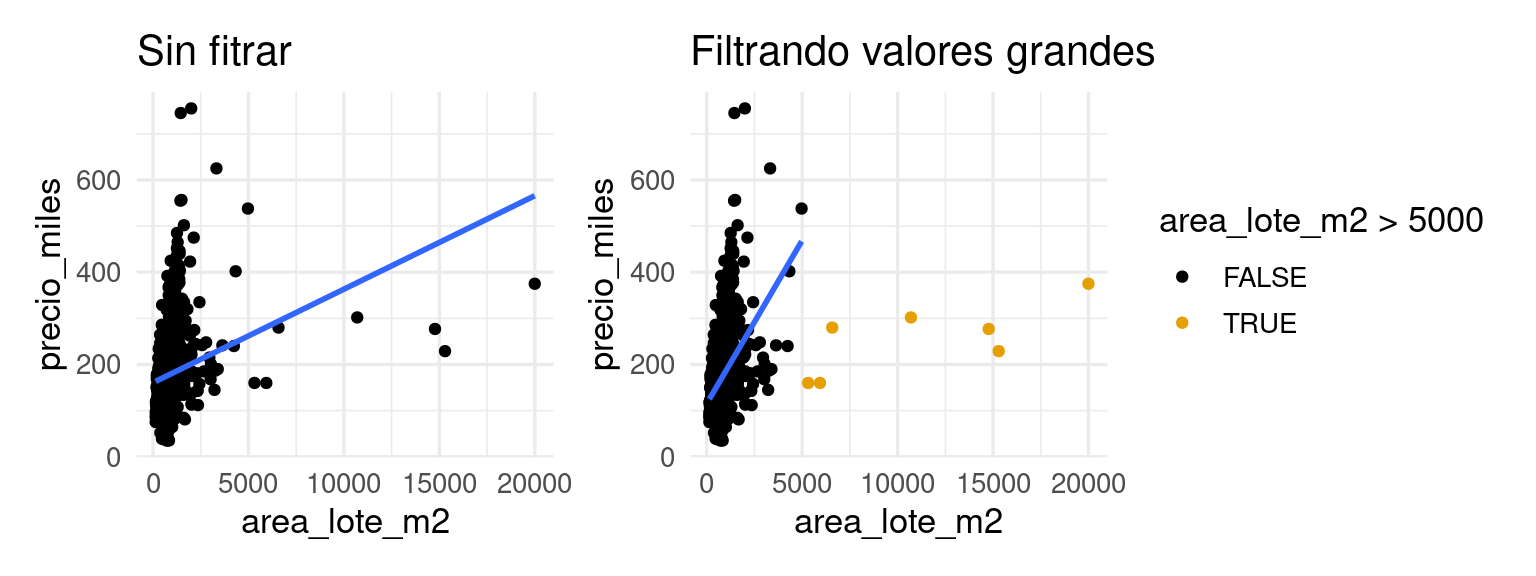 Sin fitrar
precio_miles
600
400
200
0
0 5000 10000 15000 20000
area_lote_m2
Filtrando valores grandes
precio_miles
600
400
200
0
0 5000 10000 15000 20000
area_lote_m2
area_lote_m2 > 5000
FALSE
TRUE